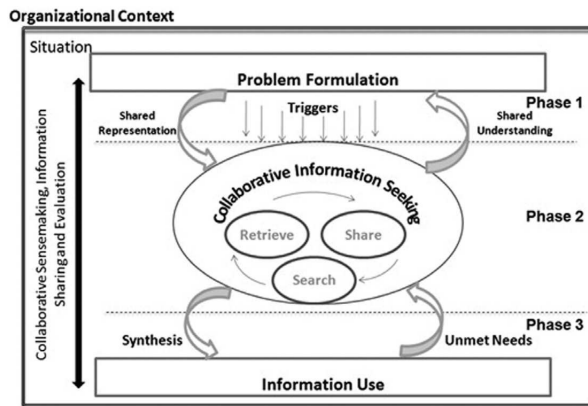 Organizational Context
Situation
Problem Formulation
Phase 1
Triggers
Shared
Representation
Shared
Understanding
Collaborative Sensemaking, Information
Sharing and Evaluation
Collaborative Information Seeking
Phase 2
Retrieve
Share
Search
Phase 3
Synthesis
Unmet Needs
Information Use